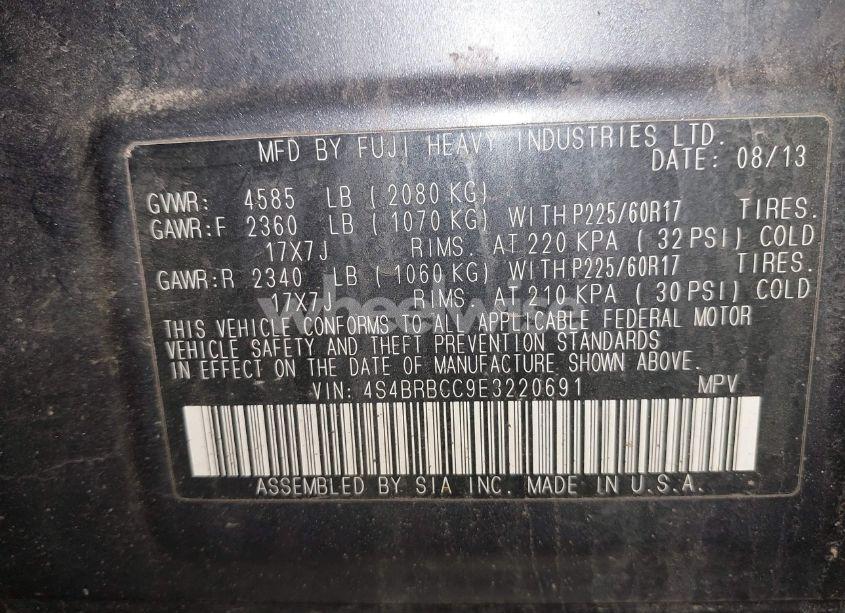 MFD BY FUJI HEAVY INDUSTRIES LTD.
DATE: 08/13
GVWR: 4585 LB ( 2080 KG)
GAWR:F 2360 LB ( 1070 KG) WITH P225/60R17 TIRES.
17X7J RIMS. AT 220 KPA ( 32 PSI) COLD
GAWR:R 2340 LB ( 1060 KG) WITH P225/60R17 TIRES.
17X7J RIMS. AT 210 KPA ( 30 PSI) COLD
wheelwise
THIS VEHICLE CONFORMS TO ALL APPLICABLE FEDERAL MOTOR
VEHICLE SAFETY AND THEFT PREVENTION STANDARDS
IN EFFECT ON THE DATE OF MANUFACTURE SHOWN ABOVE.
VIN: 4S4BRBCC9E3220691 MPV
ASSEMBLED BY SIA INC. MADE IN U.S.A.